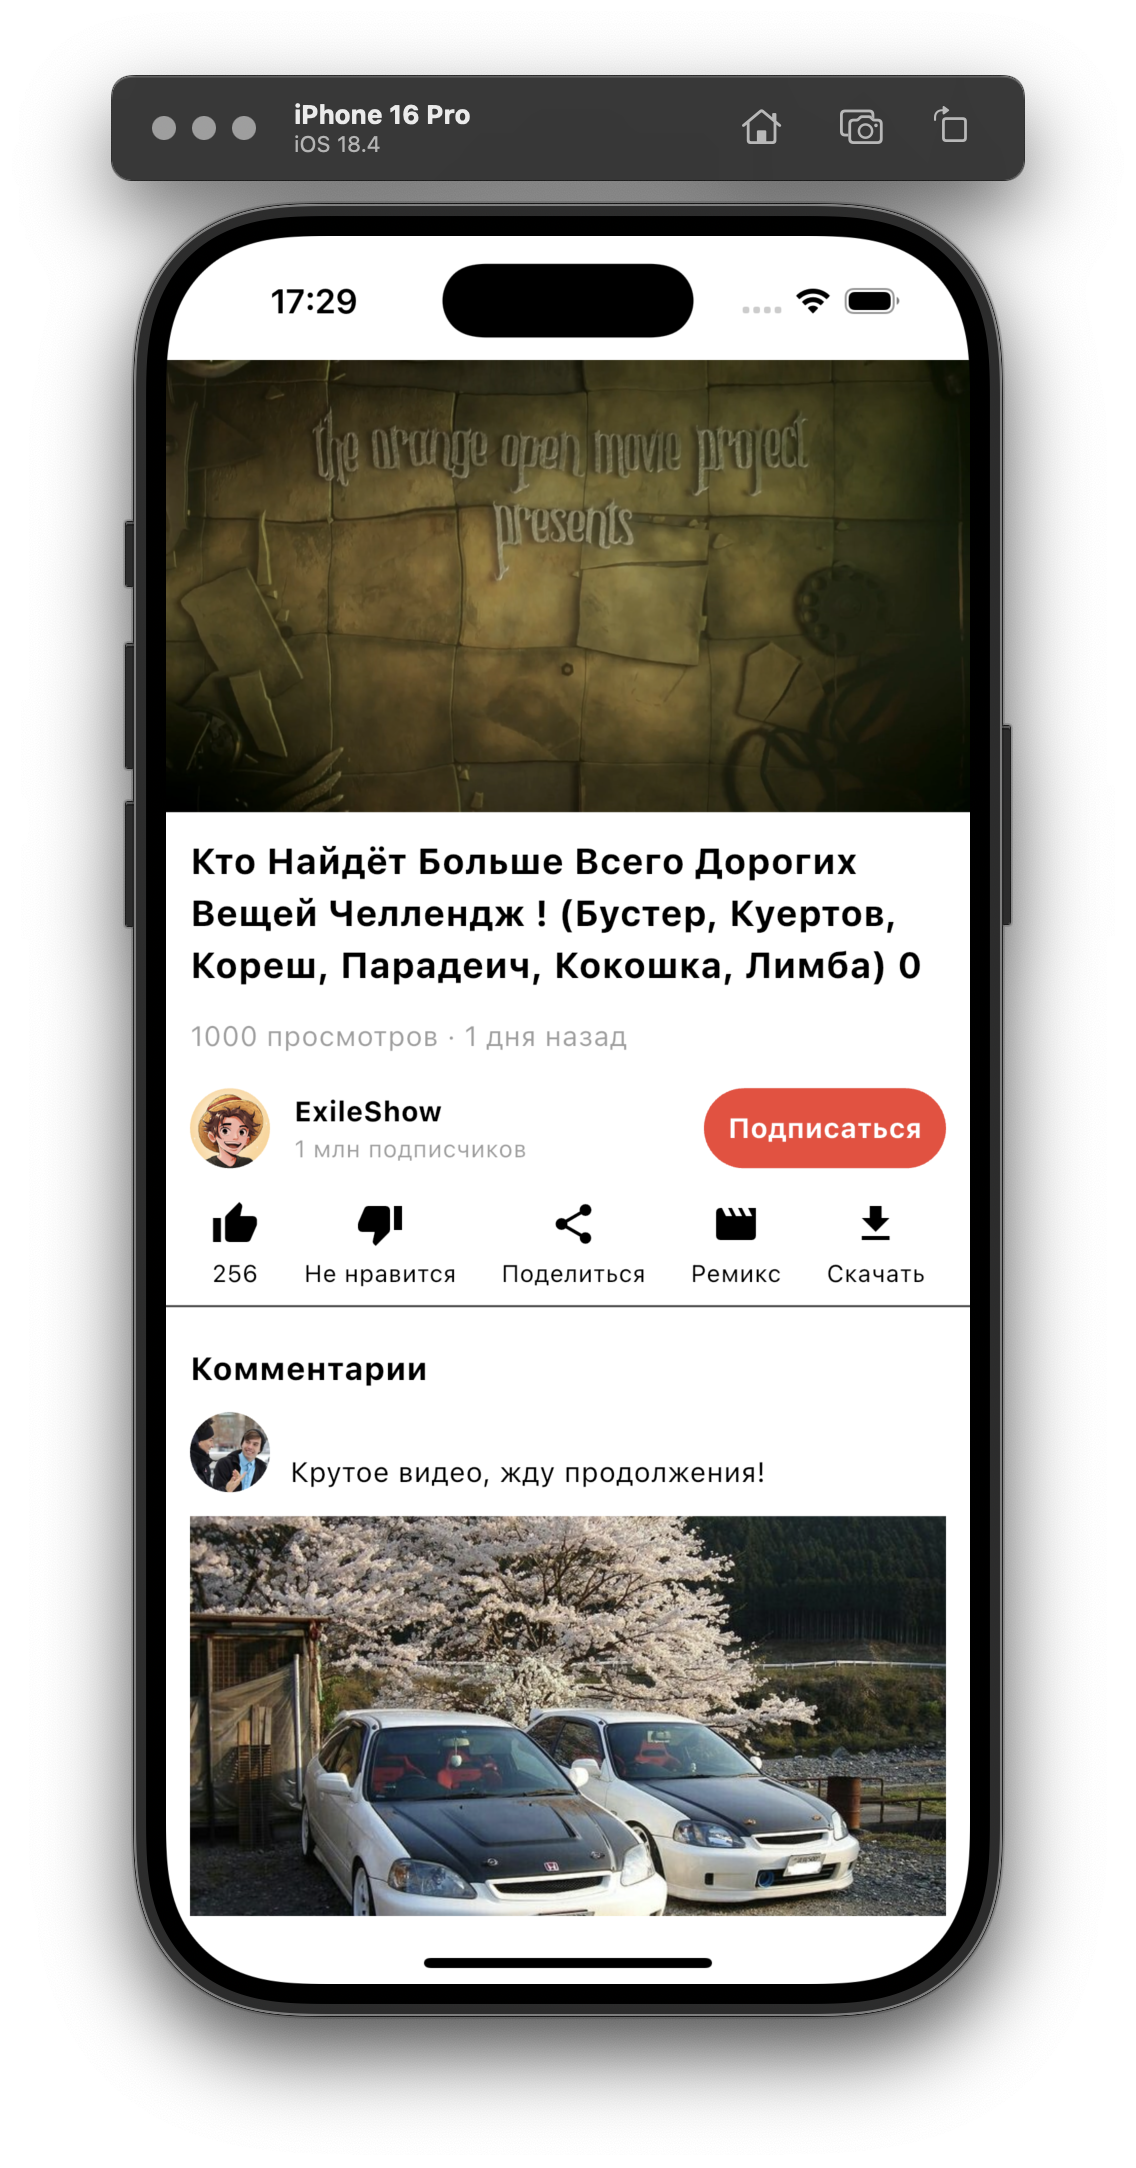 iPhone 16 Pro
iOS 18.4
17:29
the orange open movie project
presents
Кто Найдёт Больше Всего Дорогих
Вещей Челлендж ! (Бустер, Куертов,
Кореш, Парадеич, Кокошка, Лимба) 0
1000 просмотров · 1 дня назад
ExileShow
1 млн подписчиков
Подписаться
256
Не нравится
Поделиться
Ремикс
Скачать
Комментарии
Крутое видео, жду продолжения!